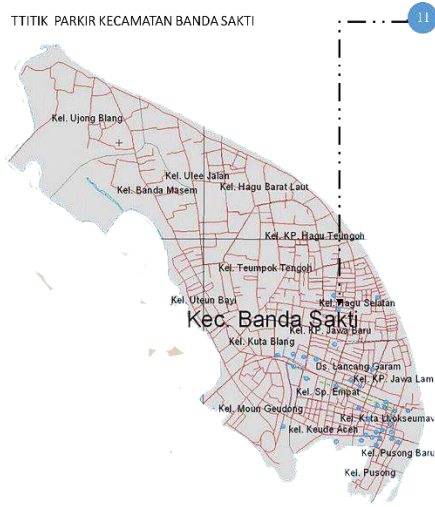 TTITIK PARKIR KECAMATAN BANDA SAKTI
11
Kel. Ujong Blang
Kel. Ulee Jalan
Kel. Banda Masem
Kel. Hagu Barat Laut
Kel. KP. Hagu Teungoh
Kel. Teumpok Tengoh
Kel. Uteun Bayi
Kel. Hagu Selatan
Kec. Banda Sakti
Kel. KP. Jawa Baru
Kel. Kuta Blang
Ds. Lancang Garam
Kel. KP. Jawa Lam
Kel. Sp. Empat
Kel. Moun Geudong
Kel. Kota Lhokseumaw
kel. Keude Aceh
Kel. Pusong Baru
Kel. Pusong